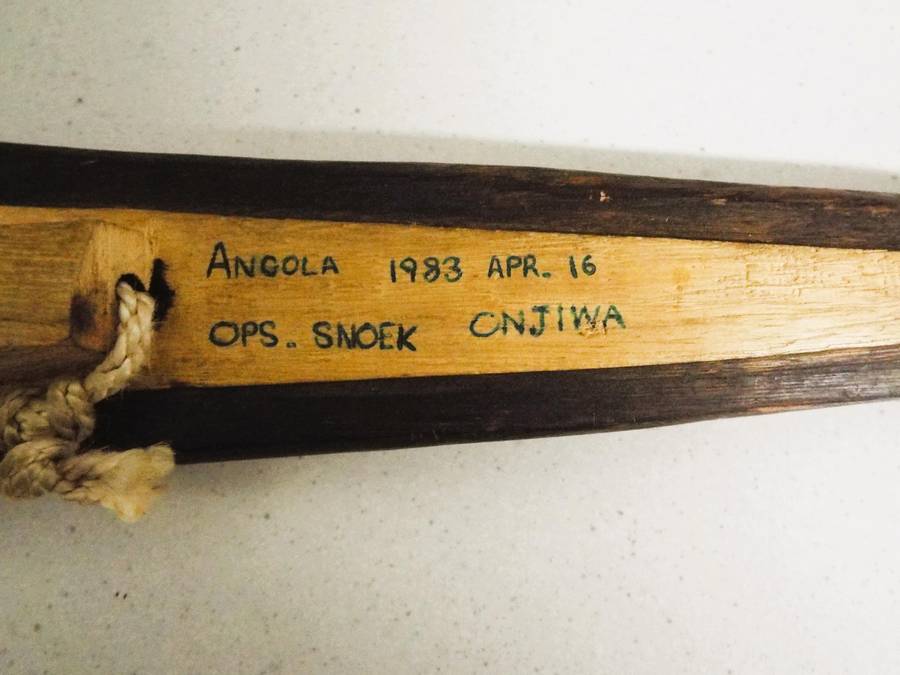 ANGOLA 1983 APR. 16
OPS. SNOEK ONJIWA